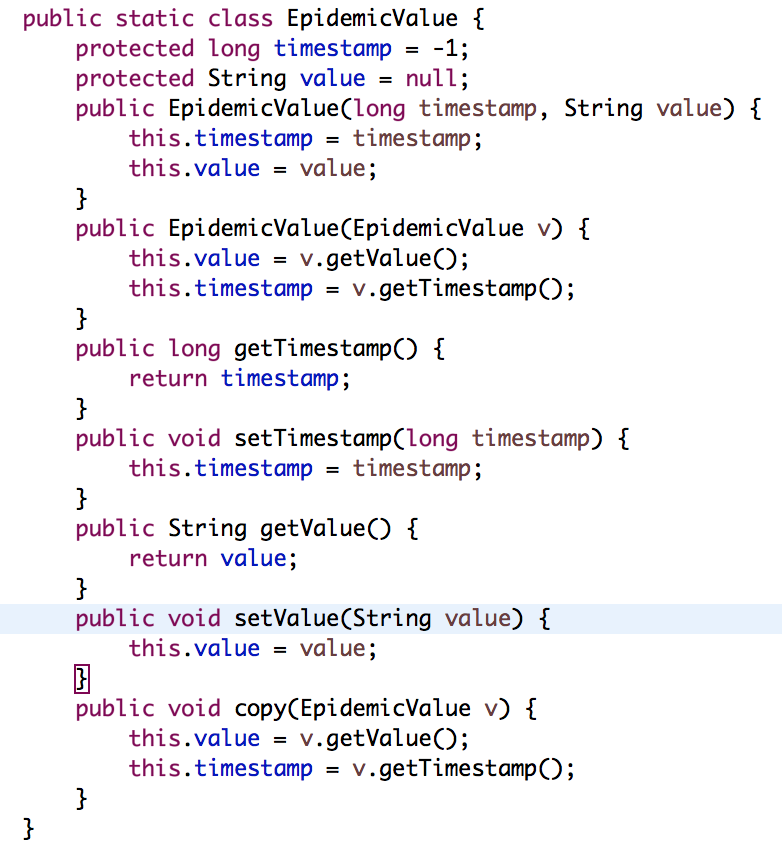 public static class EpidemicValue {
    protected long timestamp = -1;
    protected String value = null;
    public EpidemicValue(long timestamp, String value) {
        this.timestamp = timestamp;
        this.value = value;
    }
    public EpidemicValue(EpidemicValue v) {
        this.value = v.getValue();
        this.timestamp = v.getTimestamp();
    }
    public long getTimestamp() {
        return timestamp;
    }
    public void setTimestamp(long timestamp) {
        this.timestamp = timestamp;
    }
    public String getValue() {
        return value;
    }
    public void setValue(String value) {
        this.value = value;
    }
    public void copy(EpidemicValue v) {
        this.value = v.getValue();
        this.timestamp = v.getTimestamp();
    }
}